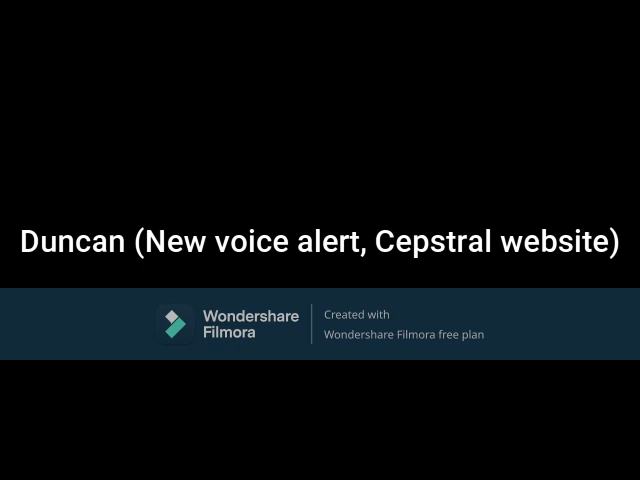 Duncan (New voice alert, Cepstral website)
Wondershare
Filmora
Created with
Wondershare Filmora free plan